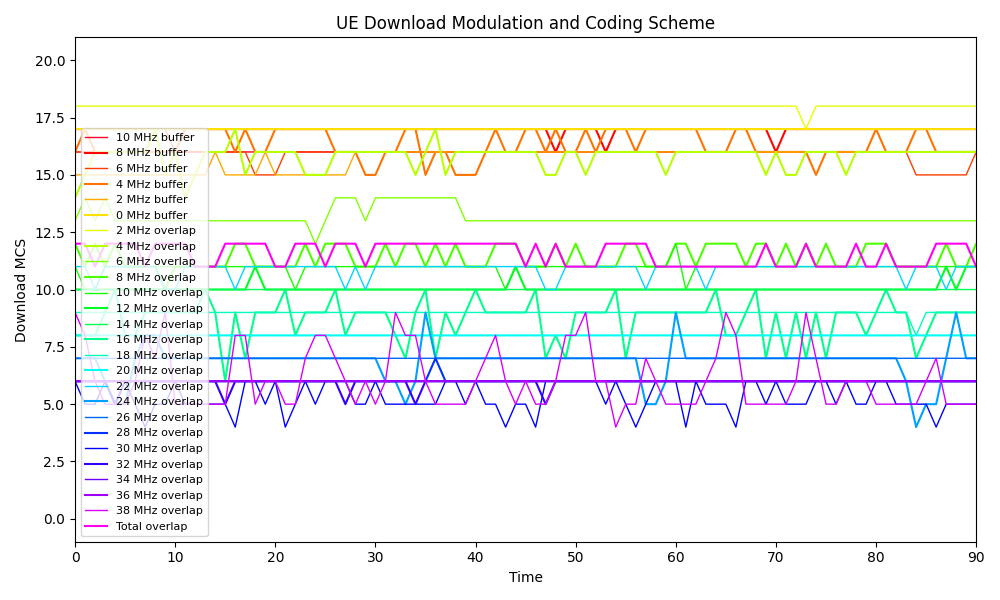 UE Download Modulation and Coding Scheme
Download MCS
20.0
17.5
15.0
12.5
10.0
7.5
5.0
2.5
0.0
10 MHz buffer
8 MHz buffer
6 MHz buffer
4 MHz buffer
2 MHz buffer
0 MHz buffer
2 MHz overlap
4 MHz overlap
6 MHz overlap
8 MHz overlap
10 MHz overlap
12 MHz overlap
14 MHz overlap
16 MHz overlap
18 MHz overlap
20 MHz overlap
22 MHz overlap
24 MHz overlap
26 MHz overlap
28 MHz overlap
30 MHz overlap
32 MHz overlap
34 MHz overlap
36 MHz overlap
38 MHz overlap
Total overlap
0 10 20 30 40 50 60 70 80 90
Time